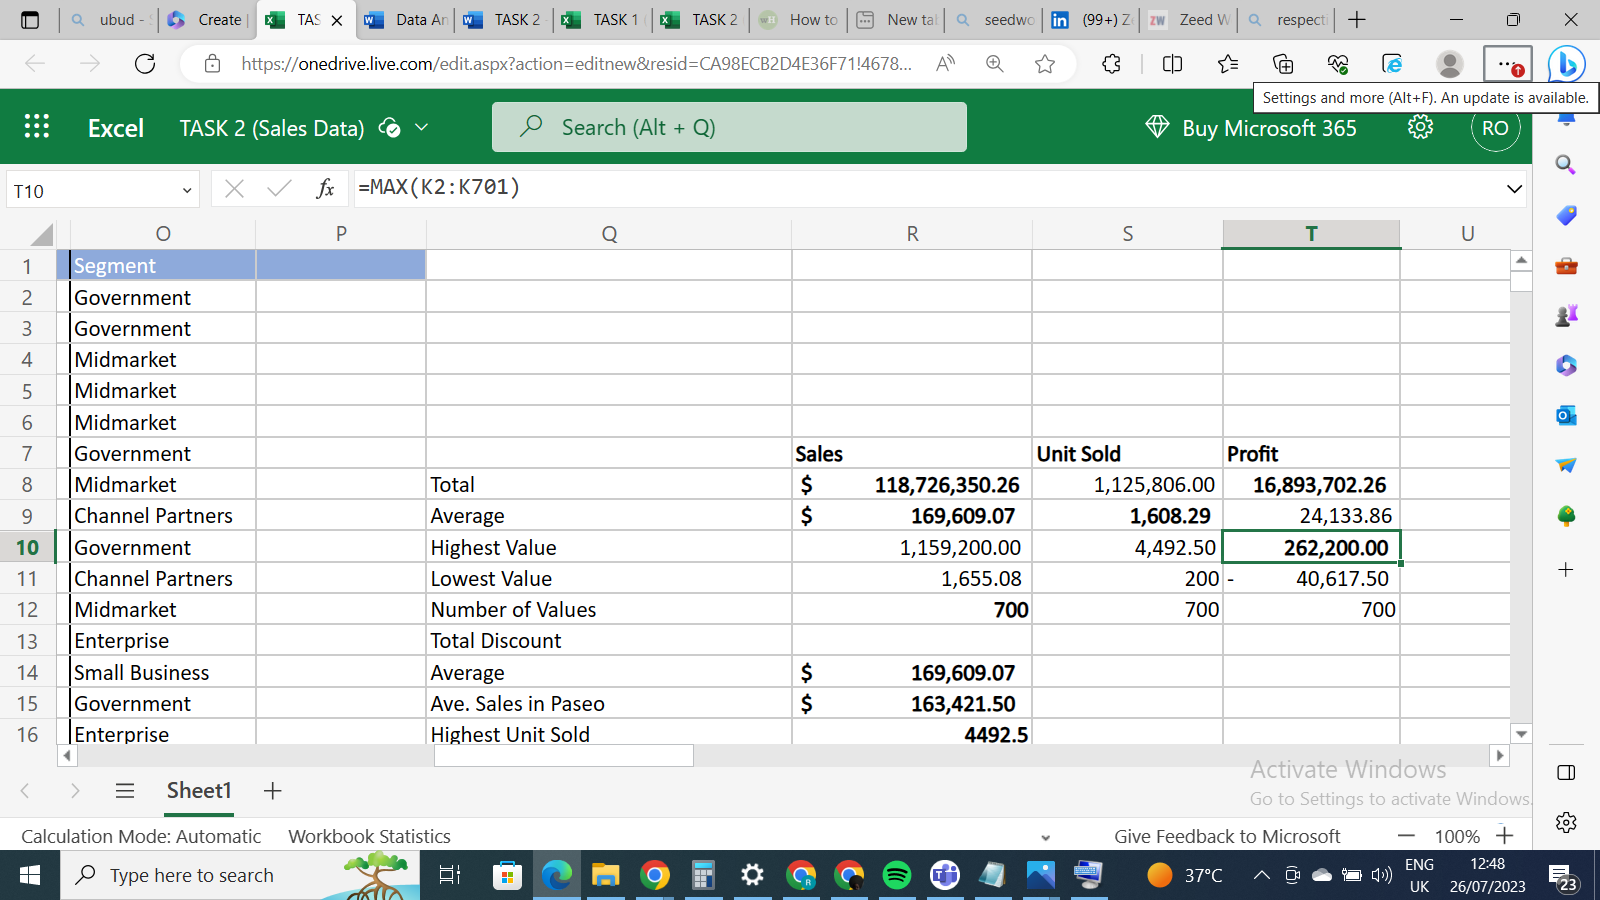 ubud -
Create
TAS
Data An
TASK 2
TASK 1
TASK 2
How to
New tal
seedwo
(99+) Z
Zeed W
respecti
https://onedrive.live.com/edit.aspx?action=editnew&resid=CA98ECB2D4E36F71!4678...
Settings and more (Alt+F). An update is available.
Excel TASK 2 (Sales Data) Search (Alt + Q) Buy Microsoft 365 RO
T10 fx =MAX(K2:K701)
O P Q R S T U
1 Segment
2 Government
3 Government
4 Midmarket
5 Midmarket
6 Midmarket
7 Government Sales Unit Sold Profit
8 Midmarket Total $ 118,726,350.26 1,125,806.00 16,893,702.26
9 Channel Partners Average $ 169,609.07 1,608.29 24,133.86
10 Government Highest Value 1,159,200.00 4,492.50 262,200.00
11 Channel Partners Lowest Value 1,655.08 200 - 40,617.50
12 Midmarket Number of Values 700 700 700
13 Enterprise Total Discount
14 Small Business Average $ 169,609.07
15 Government Ave. Sales in Paseo $ 163,421.50
16 Enterprise Highest Unit Sold 4492.5
Activate Windows
Go to Settings to activate Windows.
Sheet1
Calculation Mode: Automatic Workbook Statistics Give Feedback to Microsoft 100%
Type here to search 37°C ENG 12:48
UK 26/07/2023 23